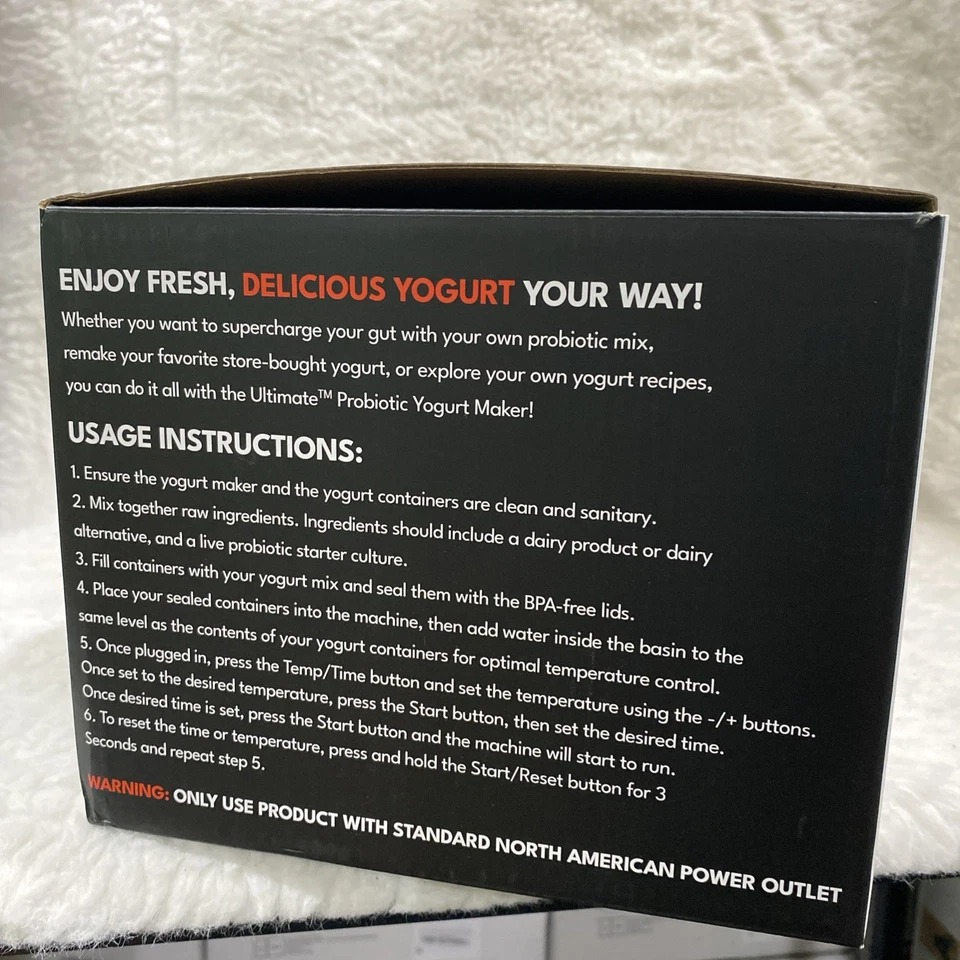 ENJOY FRESH, DELICIOUS YOGURT YOUR WAY!
Whether you want to supercharge your gut with your own probiotic mix,
remake your favorite store-bought yogurt, or explore your own yogurt recipes,
you can do it all with the Ultimate™ Probiotic Yogurt Maker!
USAGE INSTRUCTIONS:
1. Ensure the yogurt maker and the yogurt containers are clean and sanitary.
2. Mix together raw ingredients. Ingredients should include a dairy product or dairy
alternative, and a live probiotic starter culture.
3. Fill containers with your yogurt mix and seal them with the BPA-free lids.
4. Place your sealed containers into the machine, then add water inside the basin to the
same level as the contents of your yogurt containers for optimal temperature control.
5. Once plugged in, press the Temp/Time button and set the temperature using the -/+ buttons.
Once set to the desired temperature, press the Start button, then set the desired time.
Once desired time is set, press the Start button and the machine will start to run.
6. To reset the time or temperature, press and hold the Start/Reset button for 3
Seconds and repeat step 5.
WARNING: ONLY USE PRODUCT WITH STANDARD NORTH AMERICAN POWER OUTLET